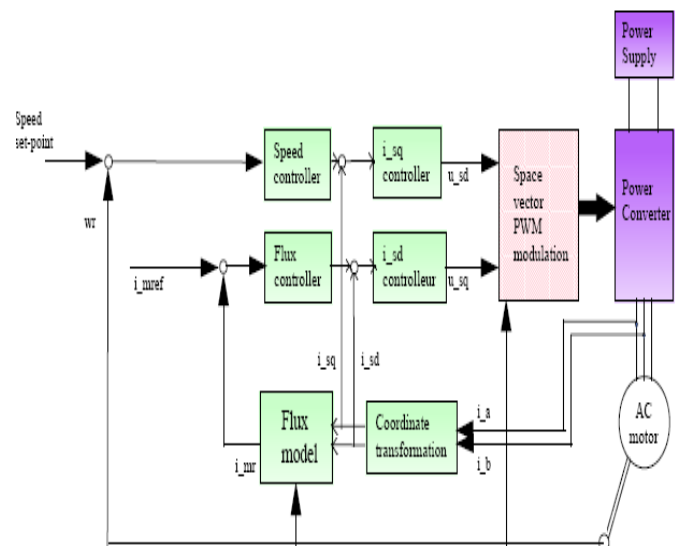 Power
Supply
Speed
set-point
Speed
controller
i_sq
controller
u_sd
Space
vector
PWM
modulation
Power
Converter
wr
i_mref
Flux
controller
i_sd
controlleur
u_sq
i_sq
i_sd
Flux
model
i_mr
Coordinate
transformation
i_a
i_b
AC
motor